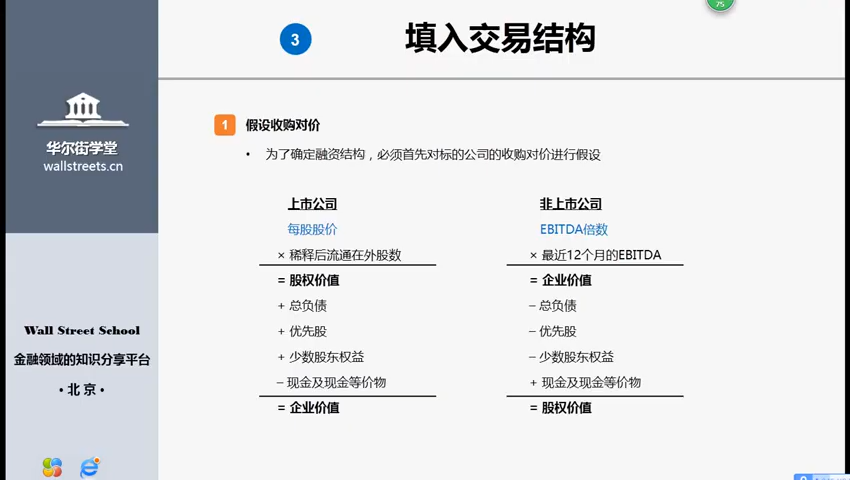 75
3
填入交易结构
华尔街学堂
wallstreets.cn
1 假设收购对价
• 为了确定融资结构，必须首先对标的公司的收购对价进行假设
上市公司
每股股价
× 稀释后流通在外股数
= 股权价值
+ 总负债
+ 优先股
+ 少数股东权益
− 现金及现金等价物
= 企业价值
非上市公司
EBITDA倍数
× 最近12个月的EBITDA
= 企业价值
− 总负债
− 优先股
− 少数股东权益
+ 现金及现金等价物
= 股权价值
Wall Street School
金融领域的知识分享平台
• 北 京 •